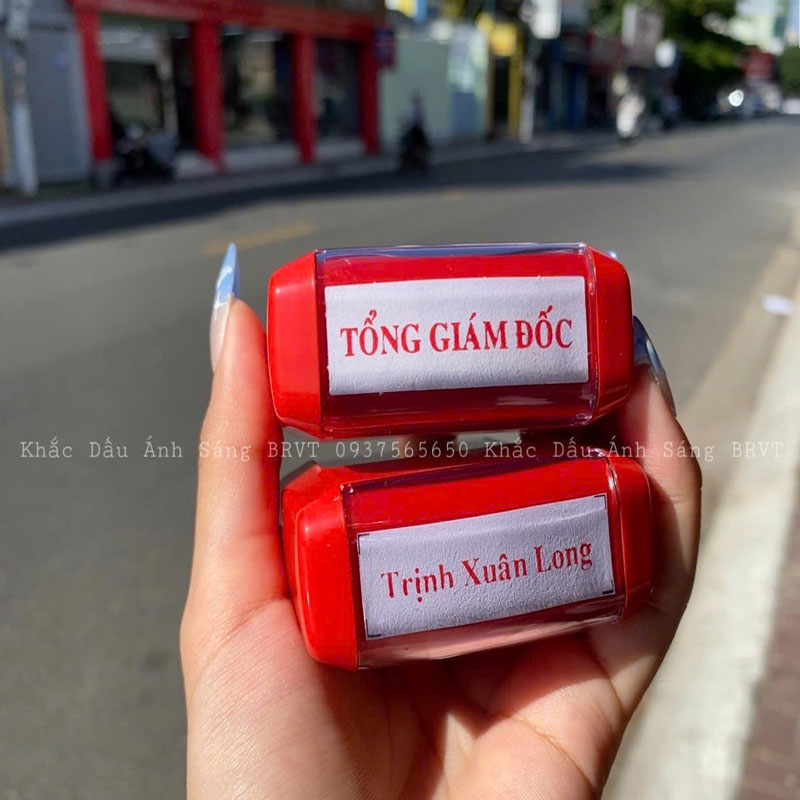 TỔNG GIÁM ĐỐC
Khắc Dấu Ánh Sáng BRVT 0937565650 Khắc Dấu Ánh Sáng BRVT
Trịnh Xuân Long